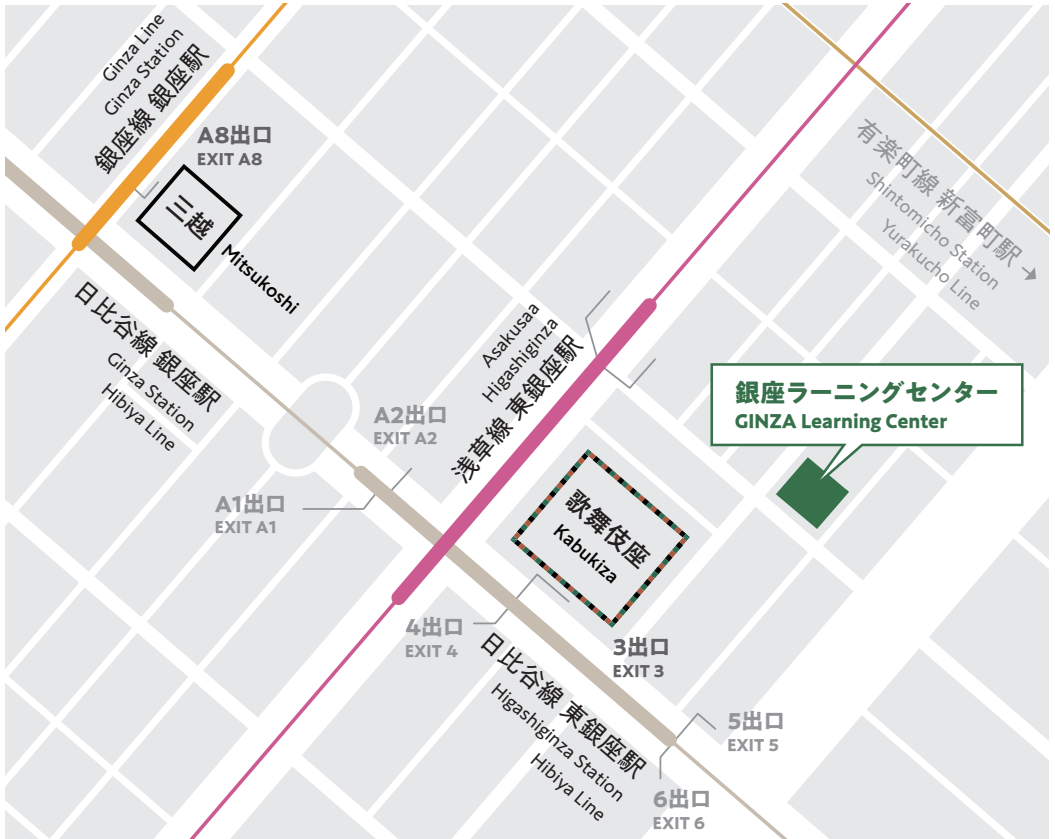 Ginza Line
Ginza Station
銀座線 銀座駅
A8出口
EXIT A8
三越
Mitsukoshi
有楽町線 新富町駅
Shintomicho Station
Yurakucho Line
日比谷線 銀座駅
Ginza Station
Hibiya Line
Asakusaa
Higashiginza
浅草線 東銀座駅
銀座ラーニングセンター
GINZA Learning Center
A2出口
EXIT A2
A1出口
EXIT A1
歌舞伎座
Kabukiza
4出口
EXIT 4
3出口
EXIT 3
日比谷線 東銀座駅
Higashiginza Station
Hibiya Line
5出口
EXIT 5
6出口
EXIT 6